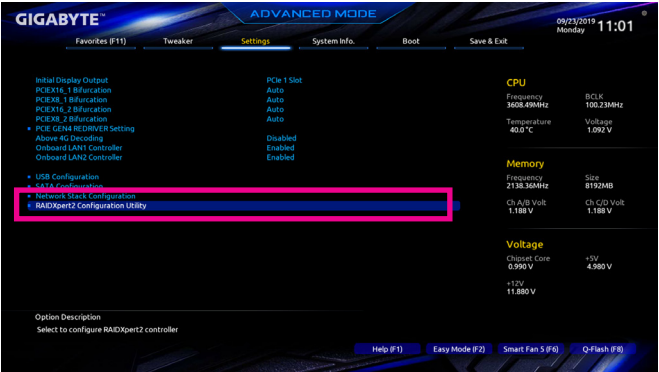 GIGABYTE™
ADVANCED MODE
09/23/2019 Monday 11:01
Favorites (F11) Tweaker Settings System Info. Boot Save & Exit
Initial Display Output PCIe 1 Slot
PCIEX16_1 Bifurcation Auto
PCIEX8_1 Bifurcation Auto
PCIEX16_2 Bifurcation Auto
PCIEX8_2 Bifurcation Auto
PCIE GEN4 REDRIVER Setting
Above 4G Decoding Disabled
Onboard LAN1 Controller Enabled
Onboard LAN2 Controller Enabled
USB Configuration
SATA Configuration
Network Stack Configuration
RAIDXpert2 Configuration Utility
CPU
Frequency BCLK
3608.49MHz 100.23MHz
Temperature Voltage
40.0 °C 1.092 V
Memory
Frequency Size
2138.36MHz 8192MB
Ch A/B Volt Ch C/D Volt
1.188 V 1.188 V
Voltage
Chipset Core +5V
0.990 V 4.980 V
+12V
11.880 V
Option Description
Select to configure RAIDXpert2 controller
Help (F1) Easy Mode (F2) Smart Fan 5 (F6) Q-Flash (F8)